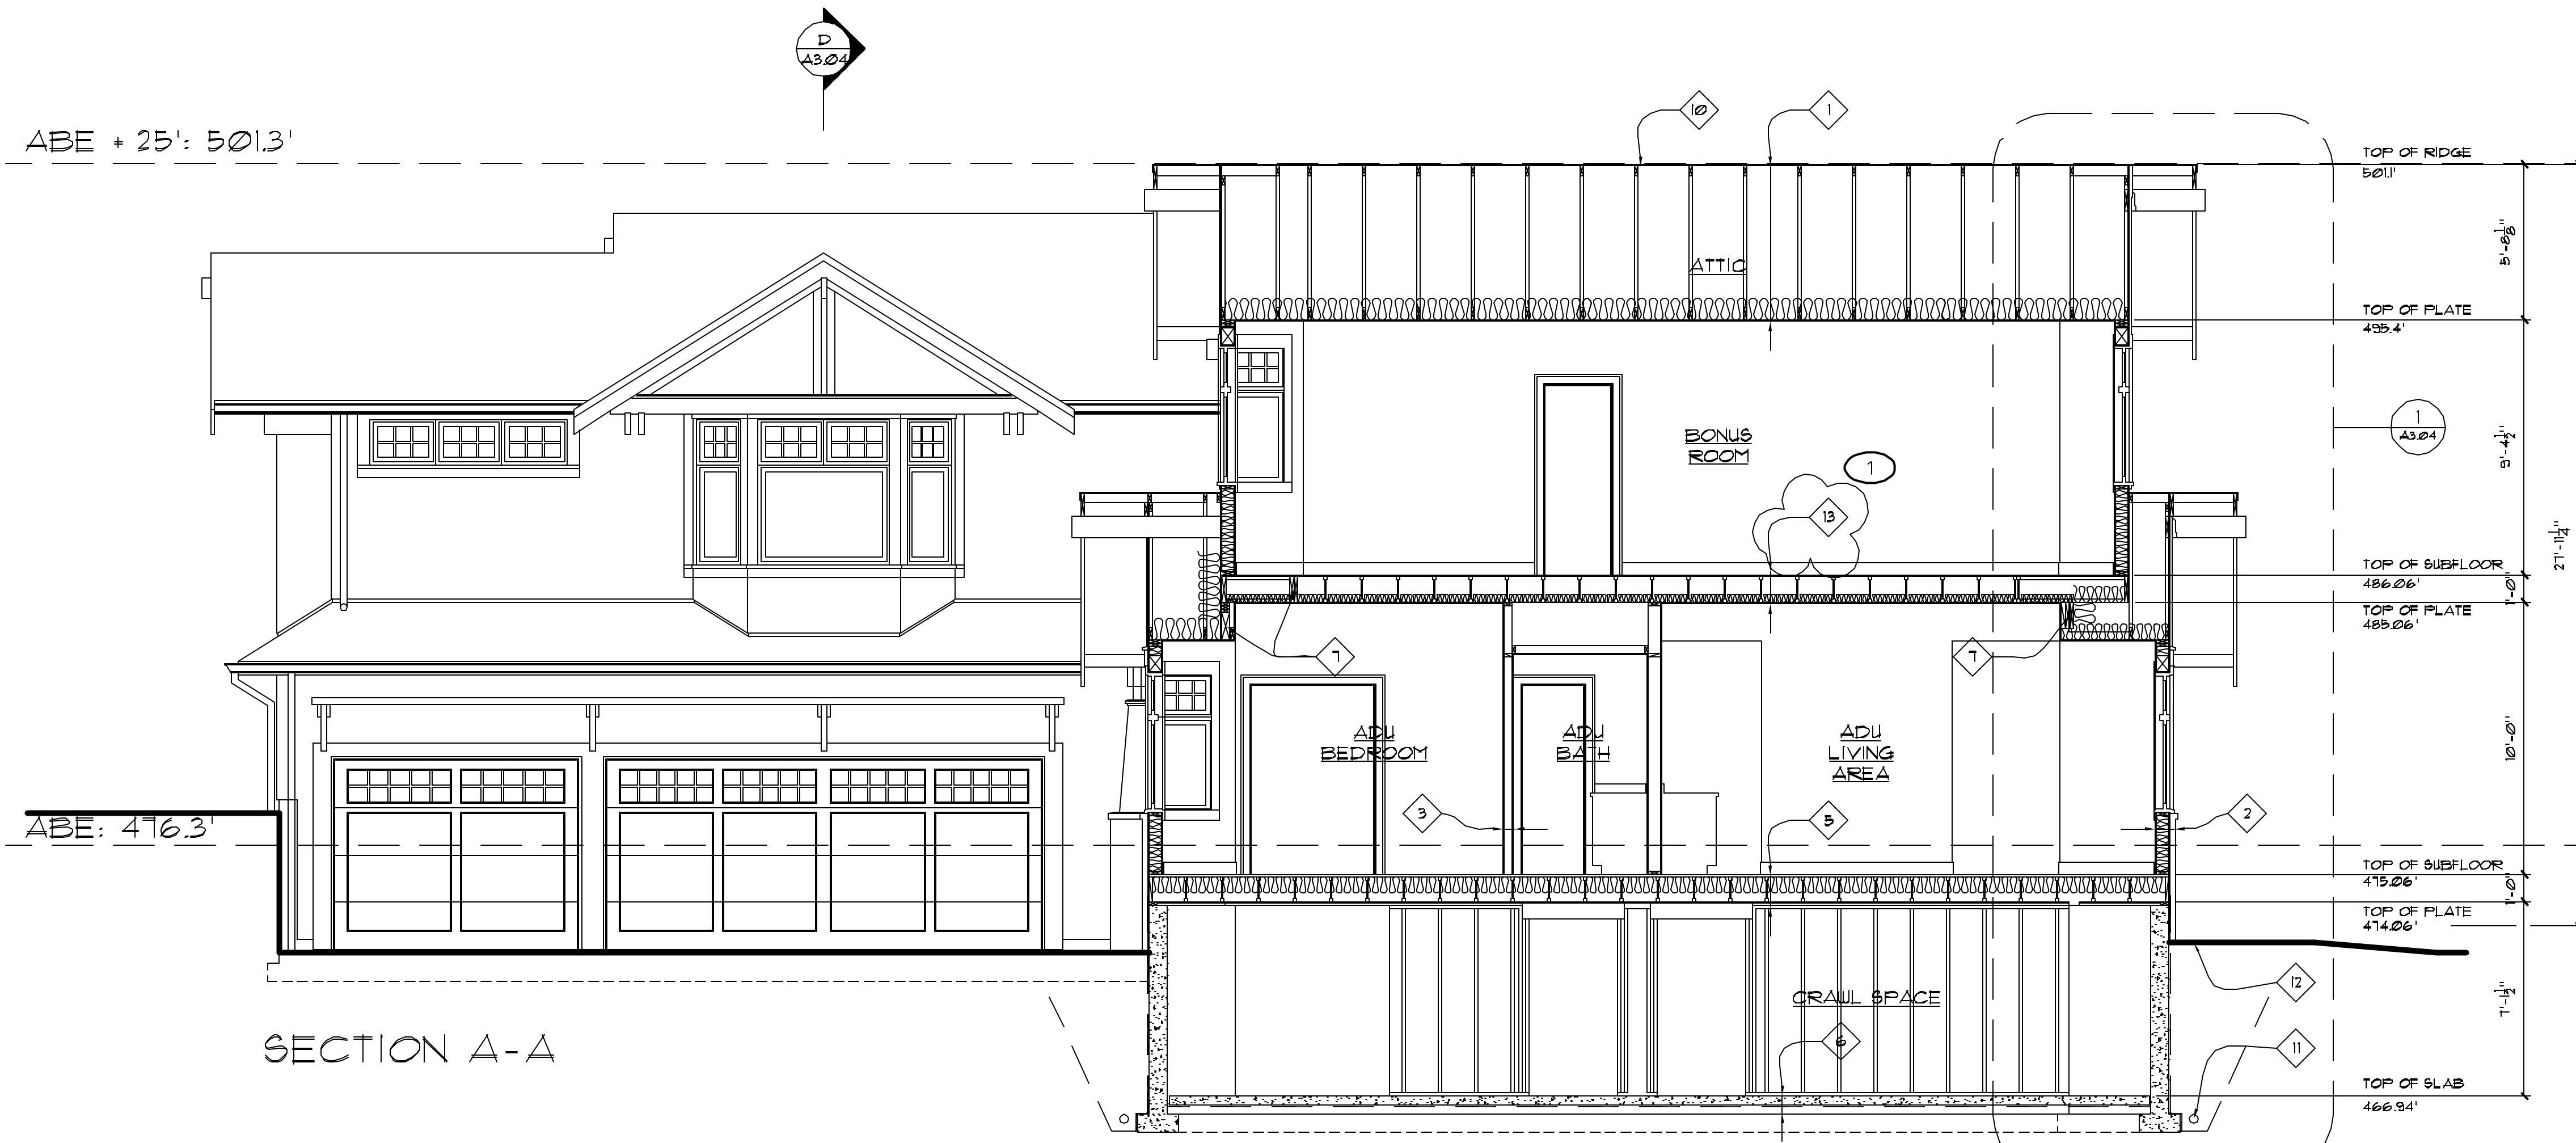 D
A3.04
ABE + 25': 501.3'
10
1
TOP OF RIDGE
501.1'
5'-8 1/8"
ATTIC
TOP OF PLATE
495.4'
1
A3.04
9'-4 1/2"
BONUS
ROOM
1
13
27'-11 1/4"
TOP OF SUBFLOOR
486.06'
1'-0"
TOP OF PLATE
485.06'
7
7
ADU
BEDROOM
ADU
BATH
ADU
LIVING
AREA
10'-0"
ABE: 476.3'
3
5
2
TOP OF SUBFLOOR
475.06'
1'-0"
TOP OF PLATE
474.06'
12
CRAWL SPACE
7'-1 1/2"
SECTION A-A
6
11
TOP OF SLAB
466.94'